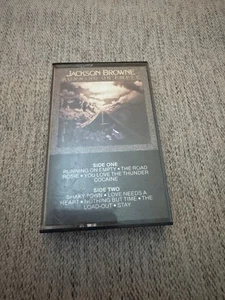 JACKSON BROWNE
RUNNING ON EMPTY
SIDE ONE
RUNNING ON EMPTY • THE ROAD
ROSIE • YOU LOVE THE THUNDER
COCAINE
SIDE TWO
SHAKY TOWN • LOVE NEEDS A
HEART • NOTHING BUT TIME • THE
LOAD-OUT • STAY